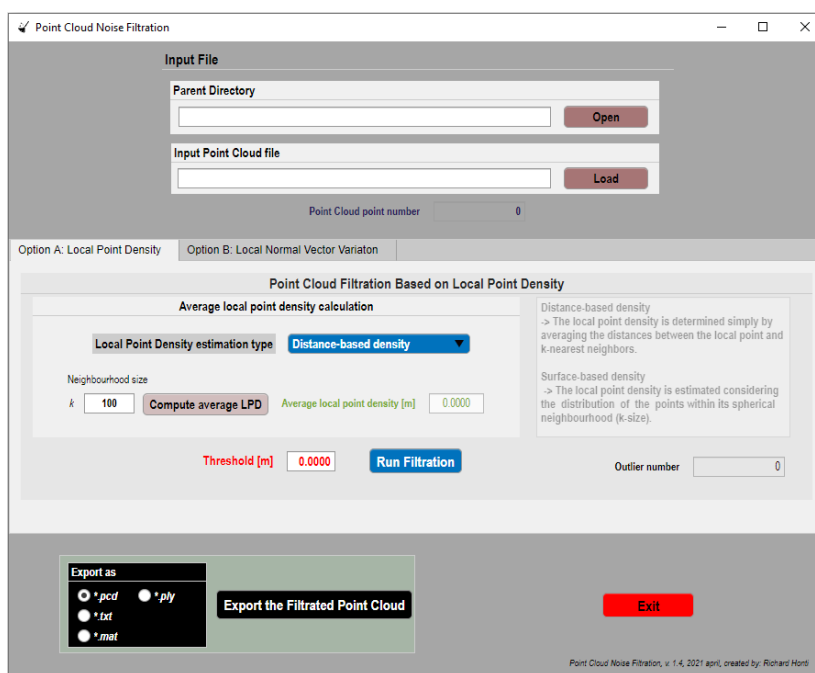 Point Cloud Noise Filtration
Input File
Parent Directory
Open
Input Point Cloud file
Load
Point Cloud point number 0
Option A: Local Point Density Option B: Local Normal Vector Variaton
Point Cloud Filtration Based on Local Point Density
Average local point density calculation
Local Point Density estimation type Distance-based density
Neighbourhood size
k 100 Compute average LPD Average local point density [m] 0.0000
Distance-based density
-> The local point density is determined simply by
averaging the distances between the local point and
k-nearest neighbors.
Surface-based density
-> The local point density is estimated considering
the distribution of the points within its spherical
neighbourhood (k-size).
Threshold [m] 0.0000 Run Filtration
Outlier number 0
Export as
*.pcd *.ply
*.txt
*.mat
Export the Filtrated Point Cloud
Exit
Point Cloud Noise Filtration, v. 1.4, 2021 april, created by: Richard Honti